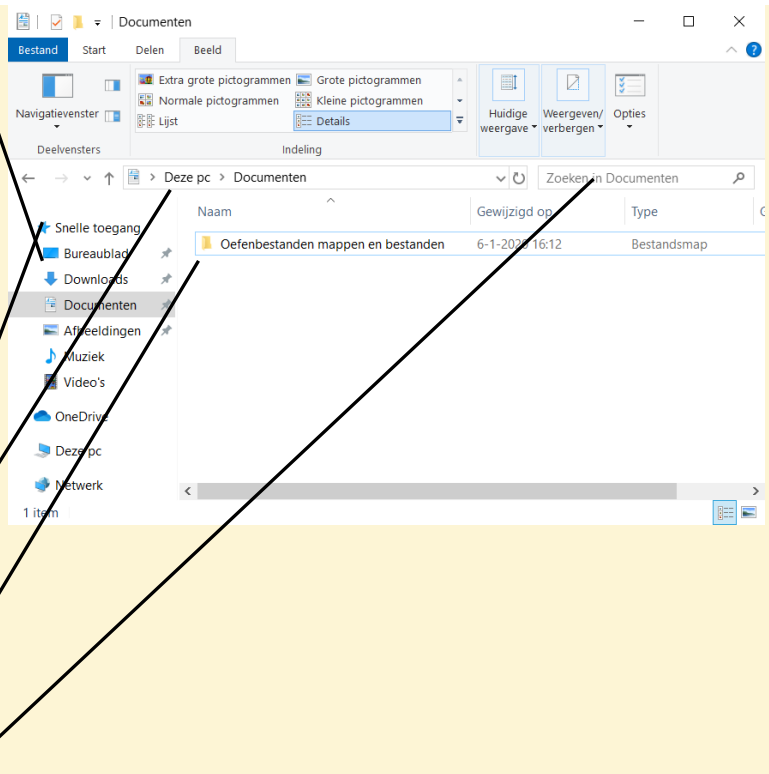 Documenten
Bestand Start Delen Beeld
Extra grote pictogrammen Grote pictogrammen
Normale pictogrammen Kleine pictogrammen
Lijst Details
Navigatievenster
Huidige weergave
Weergeven/ verbergen
Opties
Deelvensters Indeling
Deze pc > Documenten Zoeken in Documenten
Naam Gewijzigd op Type
Oefenbestanden mappen en bestanden 6-1-2020 16:12 Bestandsmap
Snelle toegang
Bureaublad
Downloads
Documenten
Afbeeldingen
Muziek
Video's
OneDrive
Deze pc
Netwerk
1 item